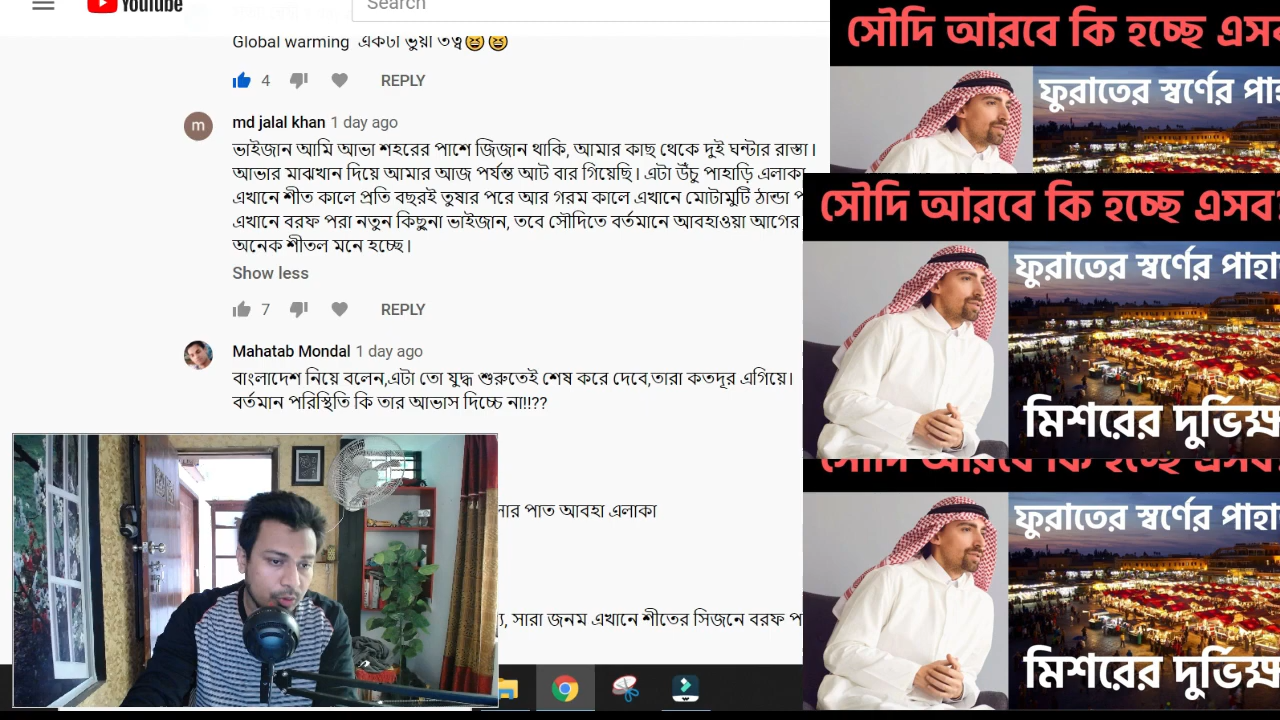 YouTube
Search
Global warming একটা ভুয়া তত্ব😆😆
4 REPLY
m
md jalal khan 1 day ago
ভাইজান আমি আভা শহরের পাশে জিজান থাকি, আমার কাছ থেকে দুই ঘন্টার রাস্তা।
আভার মাঝখান দিয়ে আমার আজ পর্যন্ত আট বার গিয়েছি। এটা উঁচু পাহাড়ি এলাকা
এখানে শীত কালে প্রতি বছরই তুষার পরে আর গরম কালে এখানে মোটামুটি ঠান্ডা
এখানে বরফ পরা নতুন কিছুনা ভাইজান, তবে সৌদিতে বর্তমানে আবহাওয়া আগের
অনেক শীতল মনে হচ্ছে।
Show less
7 REPLY
Mahatab Mondal 1 day ago
বাংলাদেশ নিয়ে বলেন,এটা তো যুদ্ধ শুরুতেই শেষ করে দেবে,তারা কতদূর এগিয়ে।
বর্তমান পরিস্থিতি কি তার আভাস দিচ্চে না!!??
নার পাত আবহা এলাকা
সারা জনম এখানে শীতের সিজনে বরফ
সৌদি আরবে কি হচ্ছে এসব
ফুরাতের স্বর্ণের পাহা
সৌদি আরবে কি হচ্ছে এসব
ফুরাতের স্বর্ণের পাহা
মিশরের দুর্ভিক্ষ
সৌদি আরবে কি হচ্ছে এসব
ফুরাতের স্বর্ণের পাহা
মিশরের দুর্ভিক্ষ